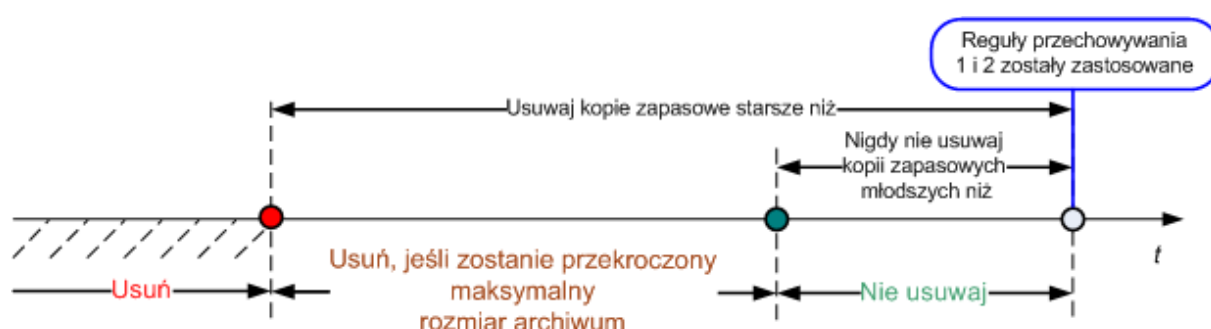 Reguły przechowywania
1 i 2 zostały zastosowane
Usuwaj kopie zapasowe starsze niż
Nigdy nie usuwaj
kopii zapasowych
młodszych niż
t
Usuń
Usuń, jeśli zostanie przekroczony
maksymalny
rozmiar archiwum
Nie usuwaj